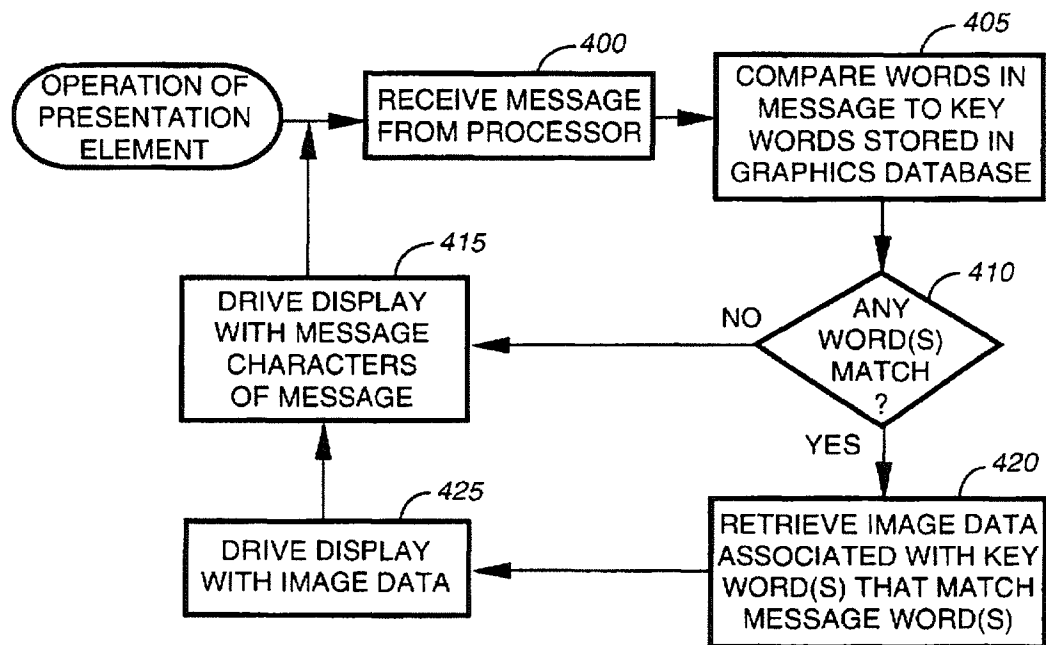 OPERATION OF
PRESENTATION
ELEMENT
400
RECEIVE MESSAGE
FROM PROCESSOR
405
COMPARE WORDS IN
MESSAGE TO KEY
WORDS STORED IN
GRAPHICS DATABASE
410
ANY
WORD(S)
MATCH
?
NO
YES
415
DRIVE DISPLAY
WITH MESSAGE
CHARACTERS
OF MESSAGE
420
RETRIEVE IMAGE DATA
ASSOCIATED WITH KEY
WORD(S) THAT MATCH
MESSAGE WORD(S)
425
DRIVE DISPLAY
WITH IMAGE DATA